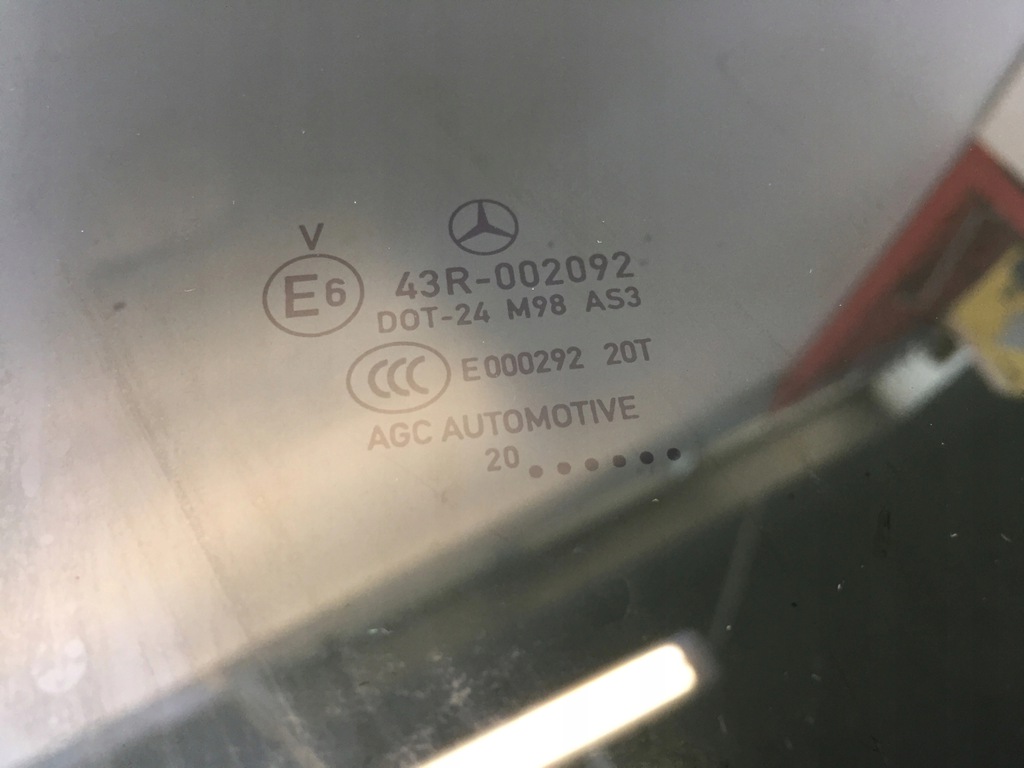 V
E6 43R-002092
DOT-24 M98 AS3
CCC E000292 20T
AGC AUTOMOTIVE
20 ......